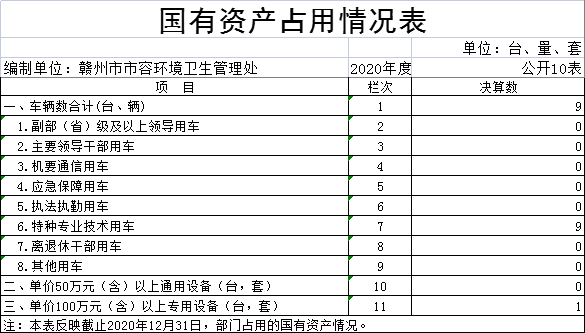 国有资产占用情况表
单位：台、量、套
编制单位：赣州市市容环境卫生管理处 2020年度 公开10表
项 目 栏次 决算数
一、车辆数合计(台、辆) 1 9
1.副部（省）级及以上领导用车 2 0
2.主要领导干部用车 3 0
3.机要通信用车 4 0
4.应急保障用车 5 0
5.执法执勤用车 6 0
6.特种专业技术用车 7 9
7.离退休干部用车 8 0
8.其他用车 9 0
二、单价50万元（含）以上通用设备（台，套） 10 0
三、单价100万元（含）以上专用设备（台，套） 11 1
注：本表反映截止2020年12月31日，部门占用的国有资产情况。